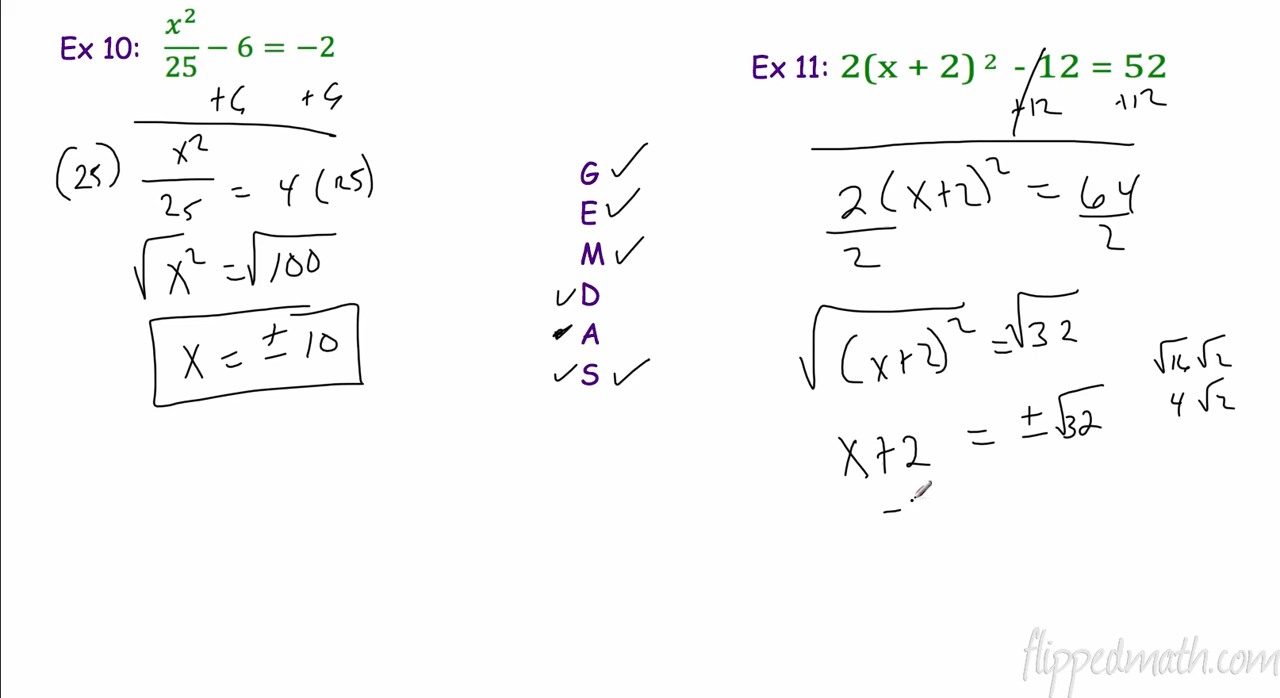 Ex 10: x²/25 − 6 = −2
+6 +6
(25) x²/25 = 4 (25)
√x² = √100
x = ± 10
G ✓
E ✓
M ✓
✓ D
A
✓ S ✓
Ex 11: 2(x + 2)² - 12 = 52
+12 +12
2(x+2)²/2 = 64/2
√(x+2)² = √32
√16 √2
4 √2
x+2 = ±√32
−
flippedmath.com